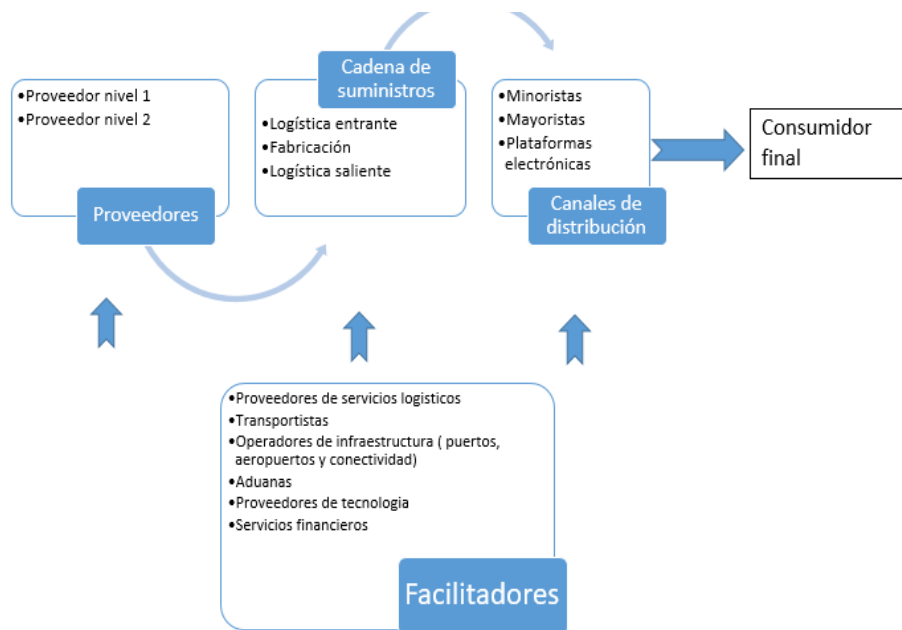 •Proveedor nivel 1
•Proveedor nivel 2
Proveedores
Cadena de
suministros
•Logística entrante
•Fabricación
•Logística saliente
•Minoristas
•Mayoristas
•Plataformas
electrónicas
Canales de
distribución
Consumidor
final
•Proveedores de servicios logisticos
•Transportistas
•Operadores de infraestructura ( puertos,
aeropuertos y conectividad)
•Aduanas
•Proveedores de tecnologia
•Servicios financieros
Facilitadores